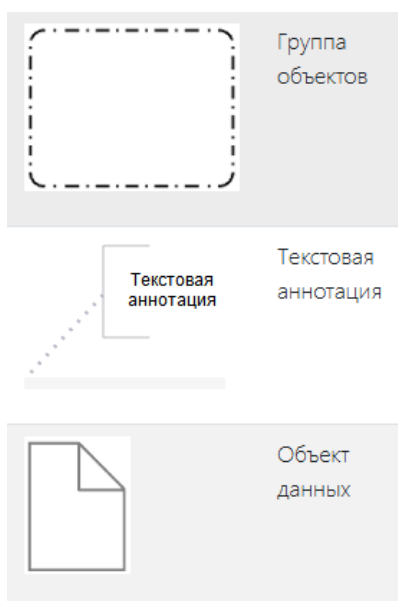 Группа
объектов
Текстовая
аннотация
Текстовая
аннотация
Объект
данных